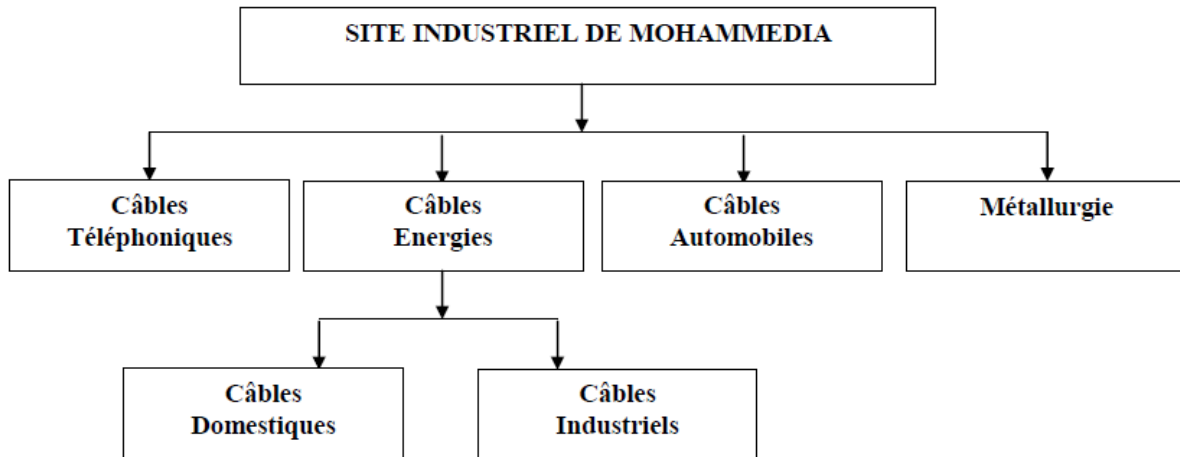 SITE INDUSTRIEL DE MOHAMMEDIA
Câbles
Téléphoniques
Câbles
Energies
Câbles
Automobiles
Métallurgie
Câbles
Domestiques
Câbles
Industriels